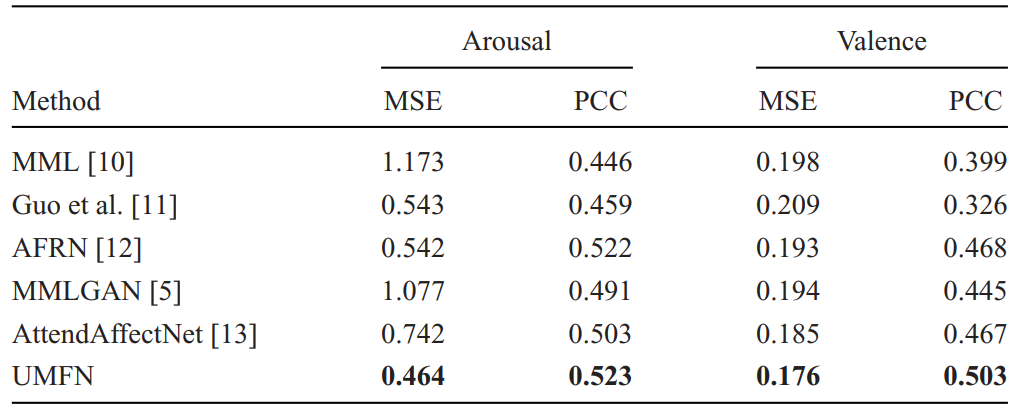 Arousal Valence
Method MSE PCC MSE PCC
MML [10] 1.173 0.446 0.198 0.399
Guo et al. [11] 0.543 0.459 0.209 0.326
AFRN [12] 0.542 0.522 0.193 0.468
MMLGAN [5] 1.077 0.491 0.194 0.445
AttendAffectNet [13] 0.742 0.503 0.185 0.467
UMFN 0.464 0.523 0.176 0.503